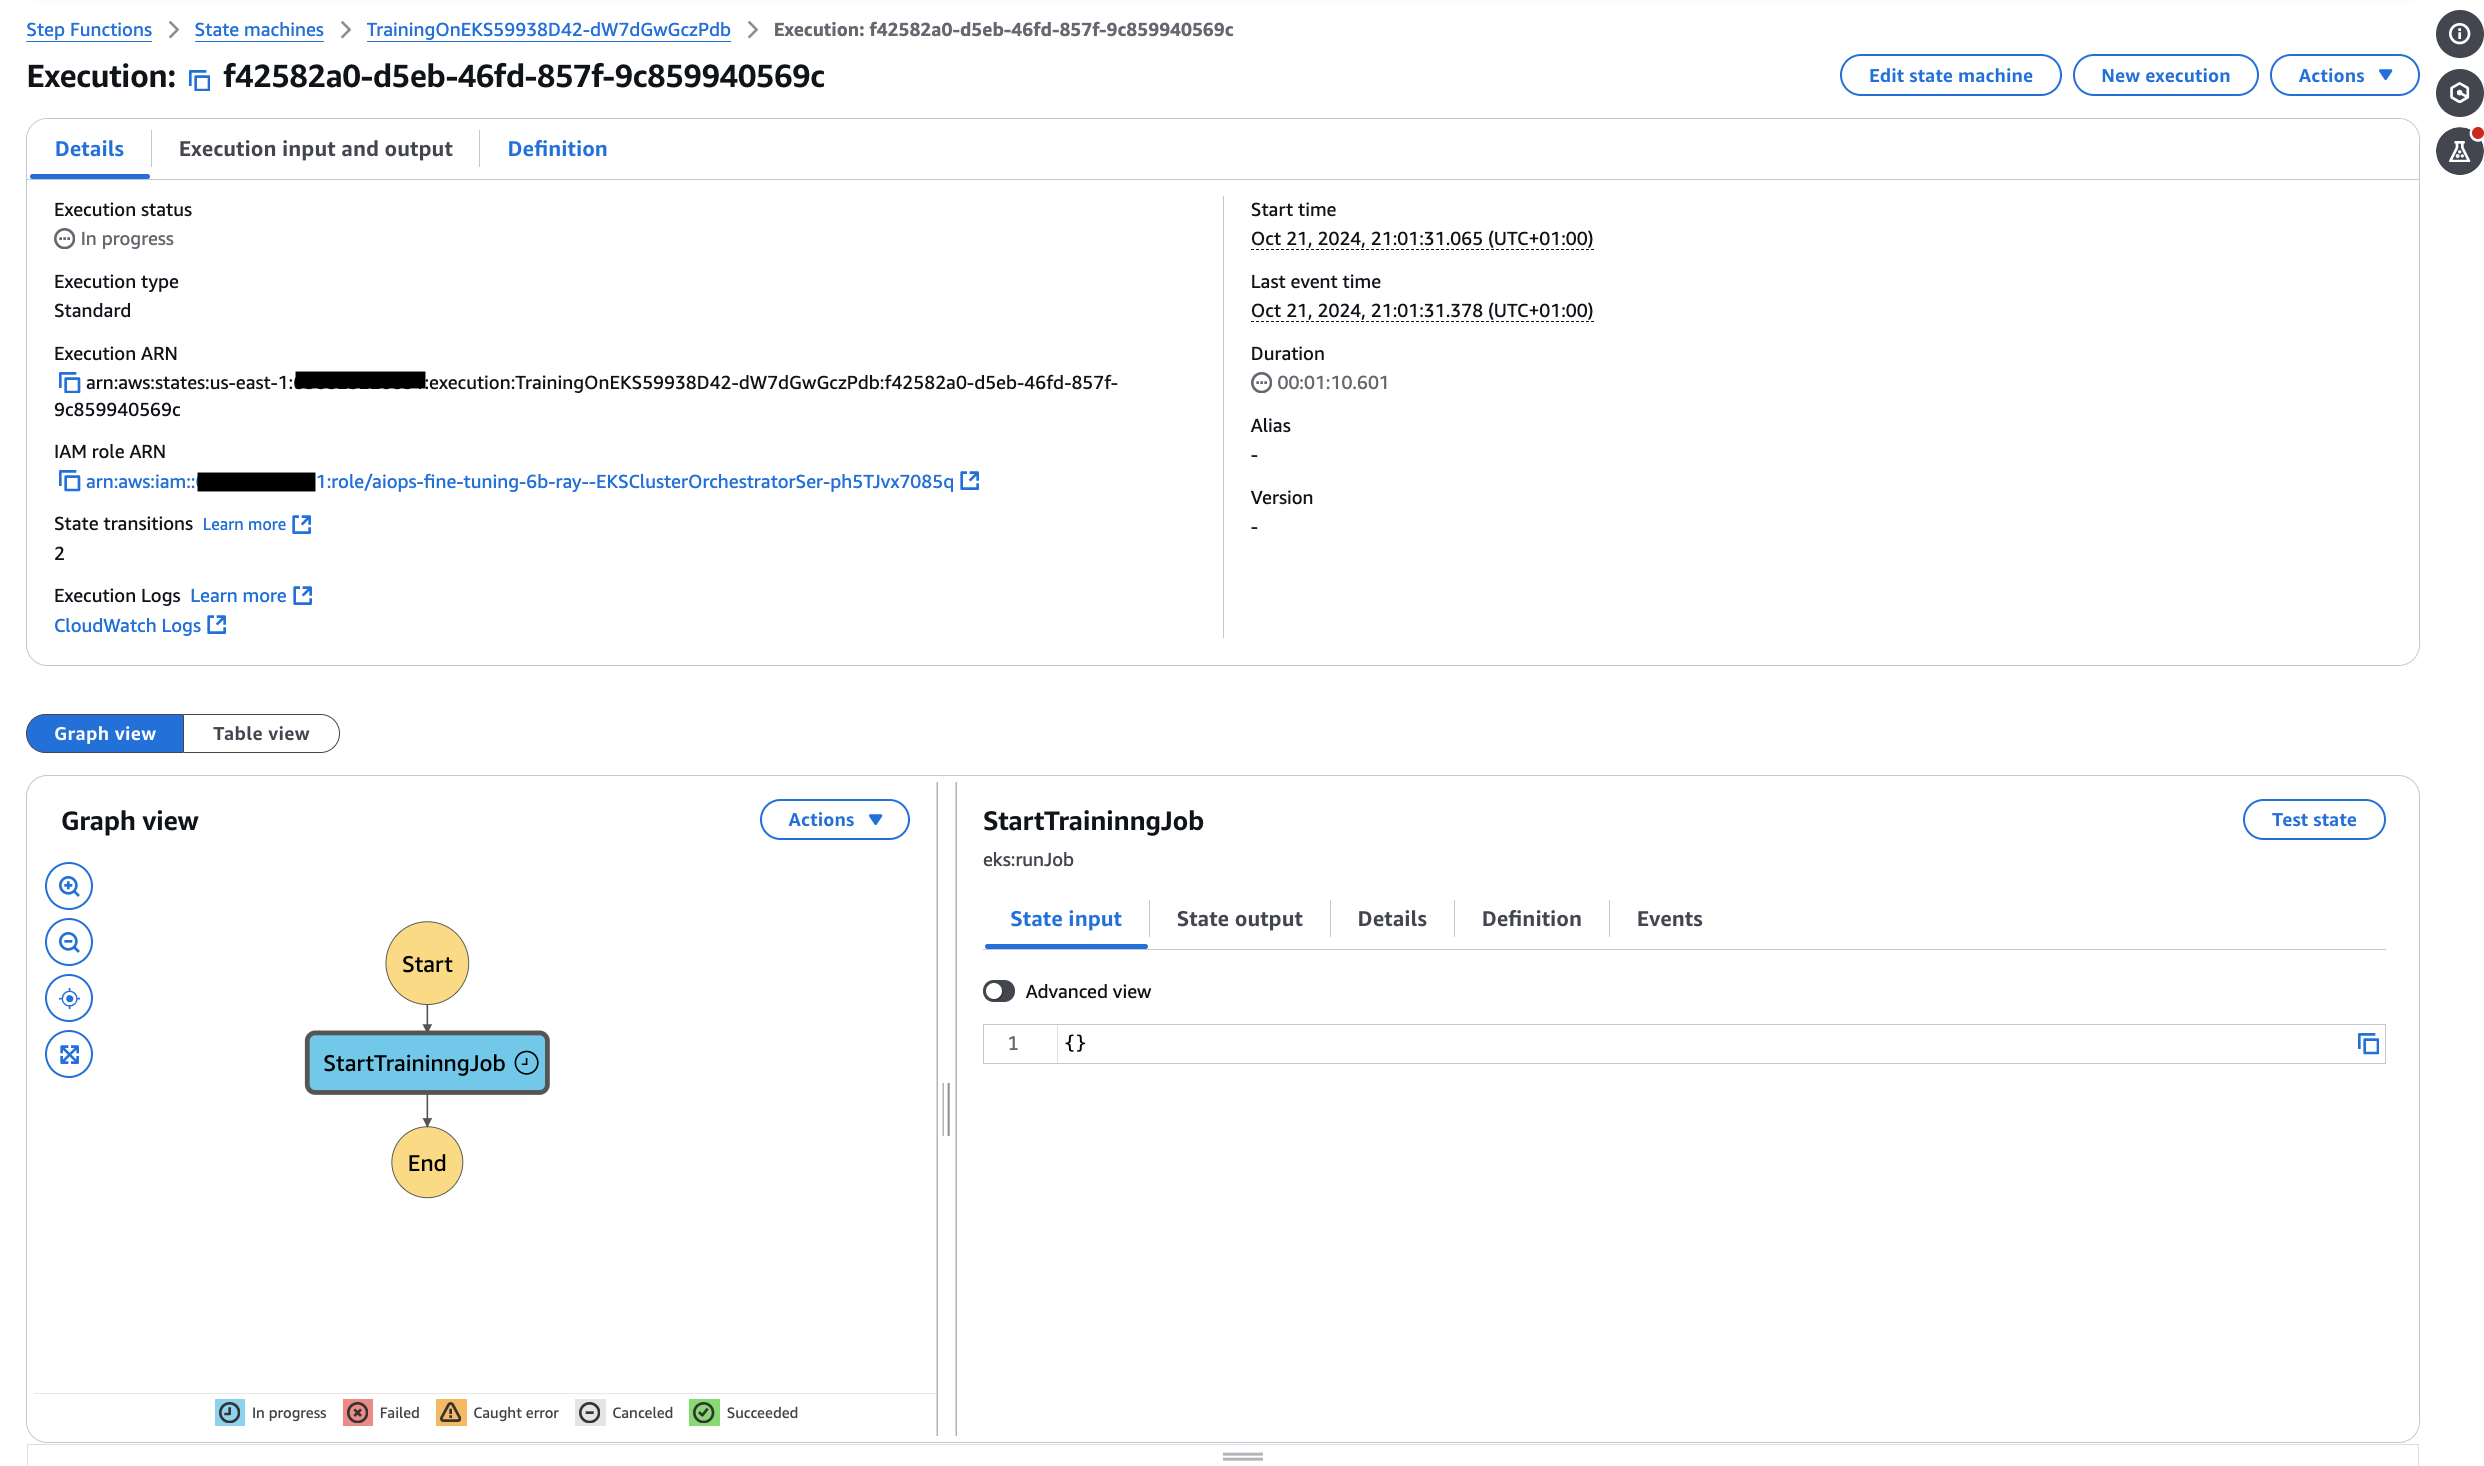 Step Functions > State machines > TrainingOnEKS59938D42-dW7dGwGczPdb > Execution: f42582a0-d5eb-46fd-857f-9c859940569c
Execution: f42582a0-d5eb-46fd-857f-9c859940569c
Edit state machine
New execution
Actions
Details
Execution input and output
Definition
Execution status
In progress
Execution type
Standard
Execution ARN
arn:aws:states:us-east-1: :execution:TrainingOnEKS59938D42-dW7dGwGczPdb:f42582a0-d5eb-46fd-857f-
9c859940569c
IAM role ARN
arn:aws:iam:: 1:role/aiops-fine-tuning-6b-ray--EKSClusterOrchestratorSer-ph5TJvx7085q
State transitions Learn more
2
Execution Logs Learn more
CloudWatch Logs
Start time
Oct 21, 2024, 21:01:31.065 (UTC+01:00)
Last event time
Oct 21, 2024, 21:01:31.378 (UTC+01:00)
Duration
00:01:10.601
Alias
-
Version
-
Graph view
Table view
Graph view
Actions
Start
StartTraininngJob
End
In progress
Failed
Caught error
Canceled
Succeeded
StartTraininngJob
Test state
eks:runJob
State input
State output
Details
Definition
Events
Advanced view
1 {}